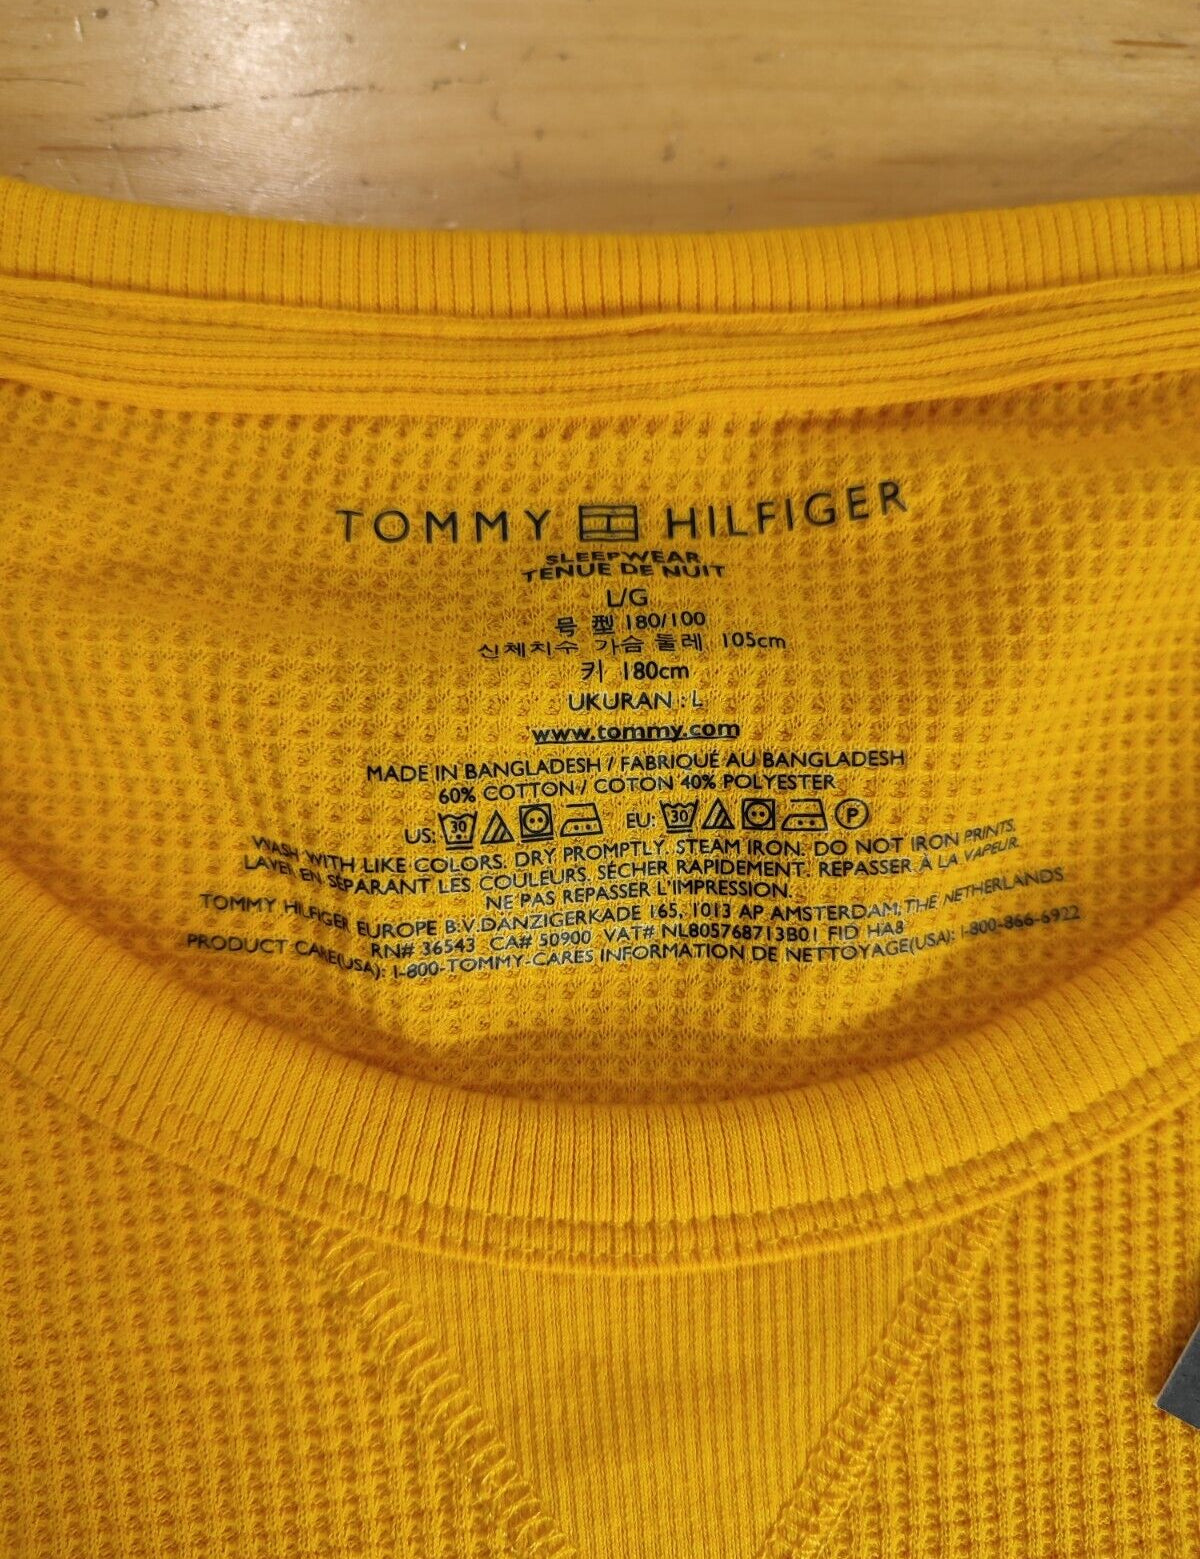 TOMMY HILFIGER
SLEEPWEAR
TENUE DE NUIT
L/G
号 型 180/100
신체치수 가슴 둘레 105cm
키 180cm
UKURAN : L
www.tommy.com
MADE IN BANGLADESH / FABRIQUÉ AU BANGLADESH
60% COTTON / COTON 40% POLYESTER
US: 30 EU: 30 P
WASH WITH LIKE COLORS. DRY PROMPTLY. STEAM IRON. DO NOT IRON PRINTS.
LAVER EN SÉPARANT LES COULEURS. SÉCHER RAPIDEMENT. REPASSER À LA VAPEUR.
NE PAS REPASSER L'IMPRESSION.
TOMMY HILFIGER EUROPE B.V.DANZIGERKADE 165, 1013 AP AMSTERDAM, THE NETHERLANDS
RN# 36543 CA# 50900 VAT# NL805768713B01 FID HA8
PRODUCT CARE(USA): 1-800-TOMMY-CARES INFORMATION DE NETTOYAGE(USA): 1-800-866-6922